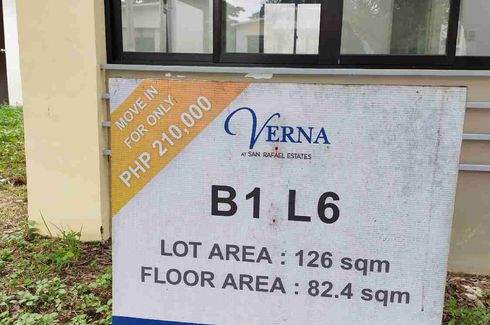 MOVE IN
FOR ONLY
PHP 210,000
VERNA
AT SAN RAFAEL ESTATES
B1 L6
LOT AREA : 126 sqm
FLOOR AREA : 82.4 sqm